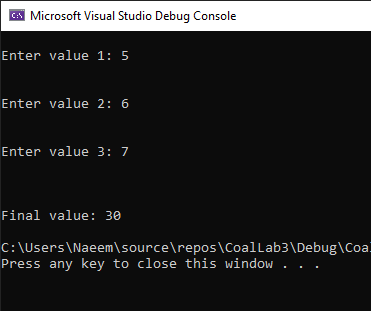 Microsoft Visual Studio Debug Console
Enter value 1: 5
Enter value 2: 6
Enter value 3: 7
Final value: 30
C:\Users\Naeem\source\repos\CoalLab3\Debug\Coa
Press any key to close this window . . .